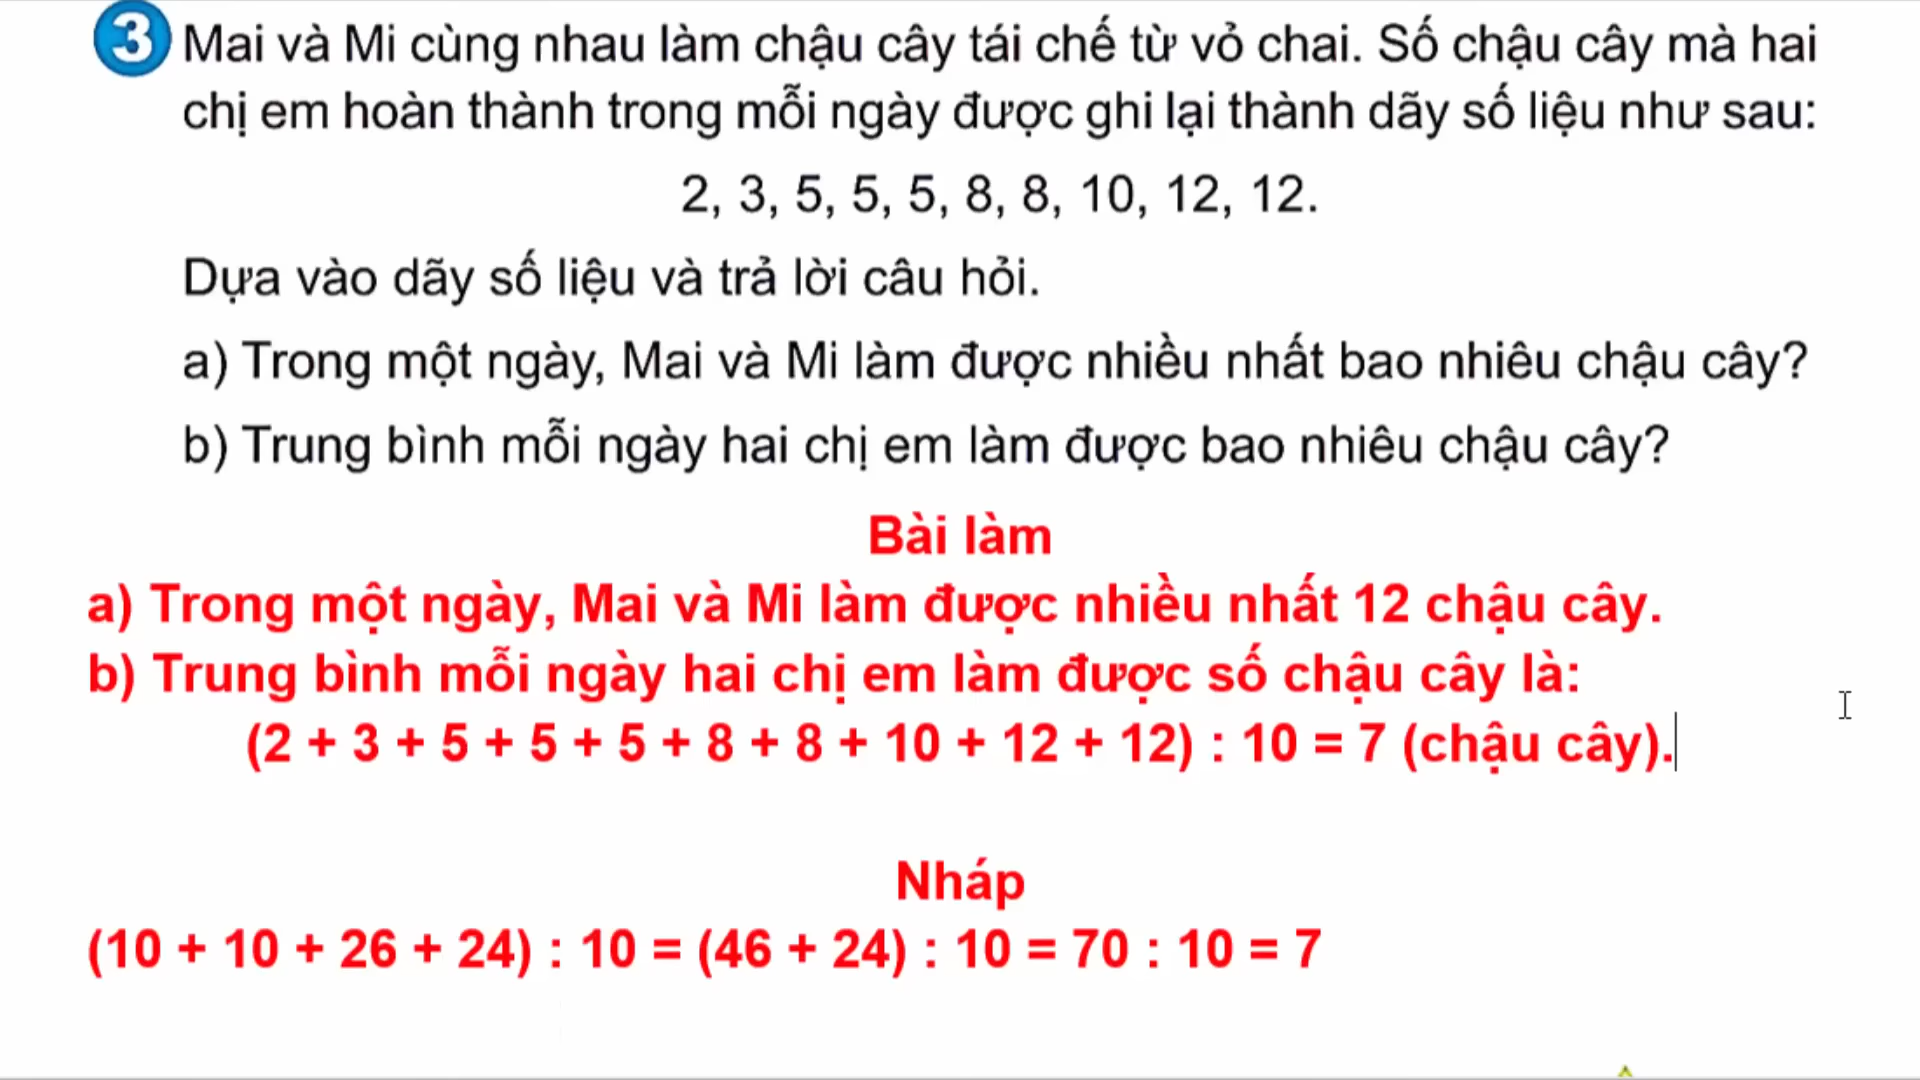 3 Mai và Mi cùng nhau làm chậu cây tái chế từ vỏ chai. Số chậu cây mà hai
chị em hoàn thành trong mỗi ngày được ghi lại thành dãy số liệu như sau:
2, 3, 5, 5, 5, 8, 8, 10, 12, 12.
Dựa vào dãy số liệu và trả lời câu hỏi.
a) Trong một ngày, Mai và Mi làm được nhiều nhất bao nhiêu chậu cây?
b) Trung bình mỗi ngày hai chị em làm được bao nhiêu chậu cây?
Bài làm
a) Trong một ngày, Mai và Mi làm được nhiều nhất 12 chậu cây.
b) Trung bình mỗi ngày hai chị em làm được số chậu cây là:
(2 + 3 + 5 + 5 + 5 + 8 + 8 + 10 + 12 + 12) : 10 = 7 (chậu cây).
Nháp
(10 + 10 + 26 + 24) : 10 = (46 + 24) : 10 = 70 : 10 = 7